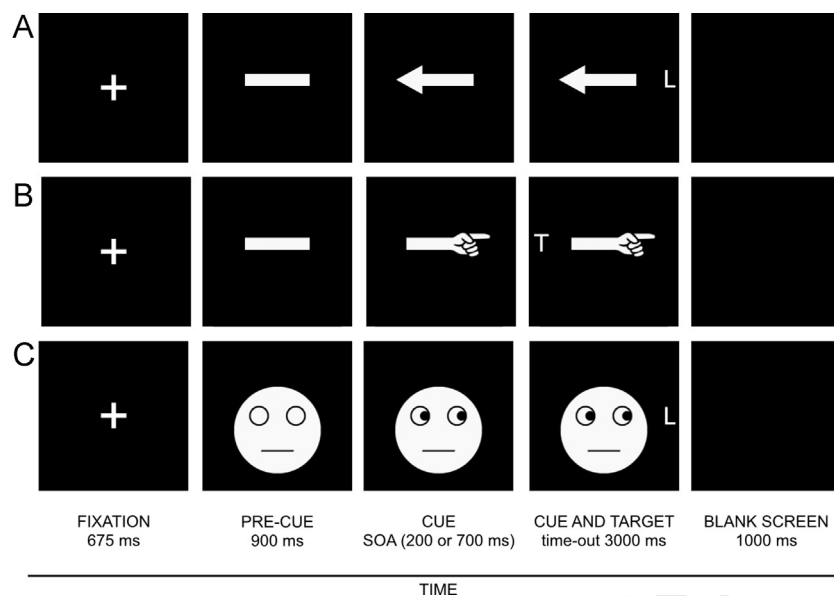 A
L
B
T
C
L
FIXATION
675 ms
PRE-CUE
900 ms
CUE
SOA (200 or 700 ms)
CUE AND TARGET
time-out 3000 ms
BLANK SCREEN
1000 ms
TIME